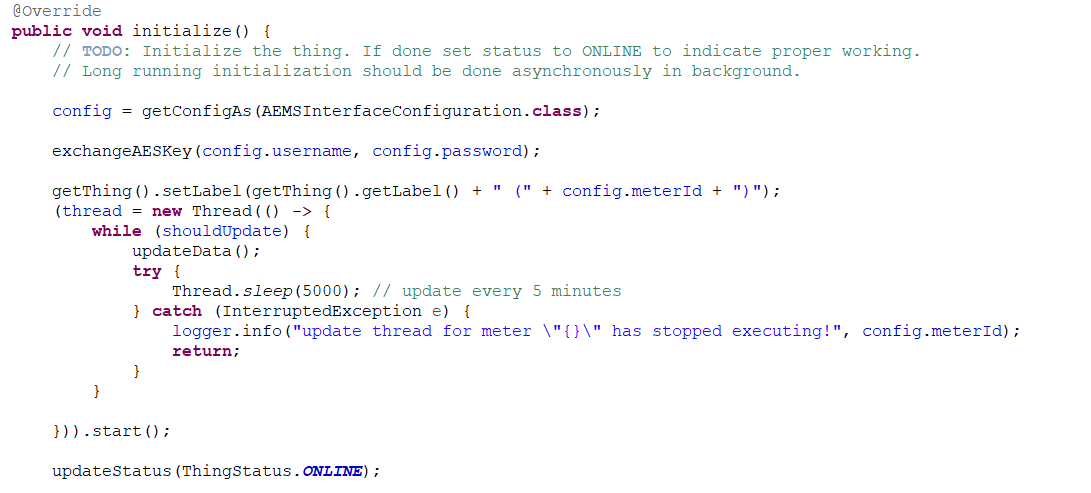 @Override
public void initialize() {
    // TODO: Initialize the thing. If done set status to ONLINE to indicate proper working.
    // Long running initialization should be done asynchronously in background.

    config = getConfigAs(AEMSInterfaceConfiguration.class);

    exchangeAESKey(config.username, config.password);

    getThing().setLabel(getThing().getLabel() + " (" + config.meterId + ")");
    (thread = new Thread(() -> {
        while (shouldUpdate) {
            updateData();
            try {
                Thread.sleep(5000); // update every 5 minutes
            } catch (InterruptedException e) {
                logger.info("update thread for meter \"{}\" has stopped executing!", config.meterId);
                return;
            }
        }

    })).start();

    updateStatus(ThingStatus.ONLINE);